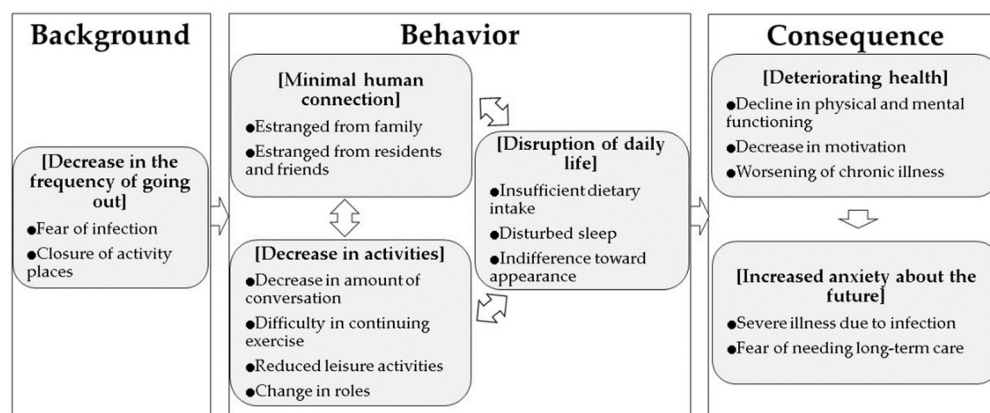 Background
[Decrease in the
frequency of going
out]
●Fear of infection
●Closure of activity
places
Behavior
[Minimal human
connection]
●Estranged from family
●Estranged from residents
and friends
[Decrease in activities]
●Decrease in amount of
conversation
●Difficulty in continuing
exercise
●Reduced leisure activities
●Change in roles
[Disruption of daily
life]
●Insufficient dietary
intake
●Disturbed sleep
●Indifference toward
appearance
Consequence
[Deteriorating health]
●Decline in physical and mental
functioning
●Decrease in motivation
●Worsening of chronic illness
[Increased anxiety about the
future]
●Severe illness due to infection
●Fear of needing long-term care